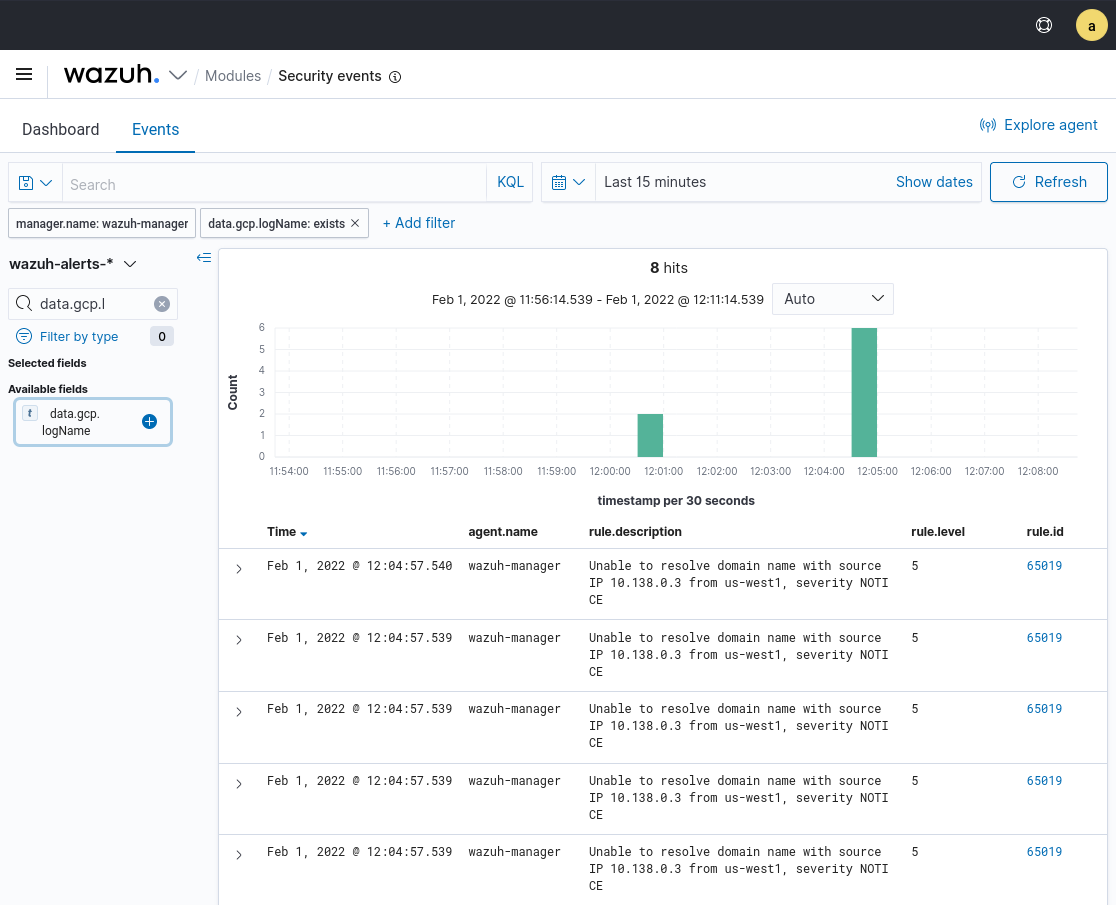 a
wazuh. / Modules / Security events
Dashboard Events Explore agent
Search KQL Last 15 minutes Show dates Refresh
manager.name: wazuh-manager data.gcp.logName: exists + Add filter
wazuh-alerts-*
data.gcp.l
Filter by type 0
Selected fields
Available fields
t data.gcp.
logName
8 hits
Feb 1, 2022 @ 11:56:14.539 - Feb 1, 2022 @ 12:11:14.539 Auto
Count
6
5
4
3
2
1
0
11:54:00 11:55:00 11:56:00 11:57:00 11:58:00 11:59:00 12:00:00 12:01:00 12:02:00 12:03:00 12:04:00 12:05:00 12:06:00 12:07:00 12:08:00
timestamp per 30 seconds
Time agent.name rule.description rule.level rule.id
Feb 1, 2022 @ 12:04:57.540 wazuh-manager Unable to resolve domain name with source 5 65019
IP 10.138.0.3 from us-west1, severity NOTI
CE
Feb 1, 2022 @ 12:04:57.539 wazuh-manager Unable to resolve domain name with source 5 65019
IP 10.138.0.3 from us-west1, severity NOTI
CE
Feb 1, 2022 @ 12:04:57.539 wazuh-manager Unable to resolve domain name with source 5 65019
IP 10.138.0.3 from us-west1, severity NOTI
CE
Feb 1, 2022 @ 12:04:57.539 wazuh-manager Unable to resolve domain name with source 5 65019
IP 10.138.0.3 from us-west1, severity NOTI
CE
Feb 1, 2022 @ 12:04:57.539 wazuh-manager Unable to resolve domain name with source 5 65019
IP 10.138.0.3 from us-west1, severity NOTI
CE